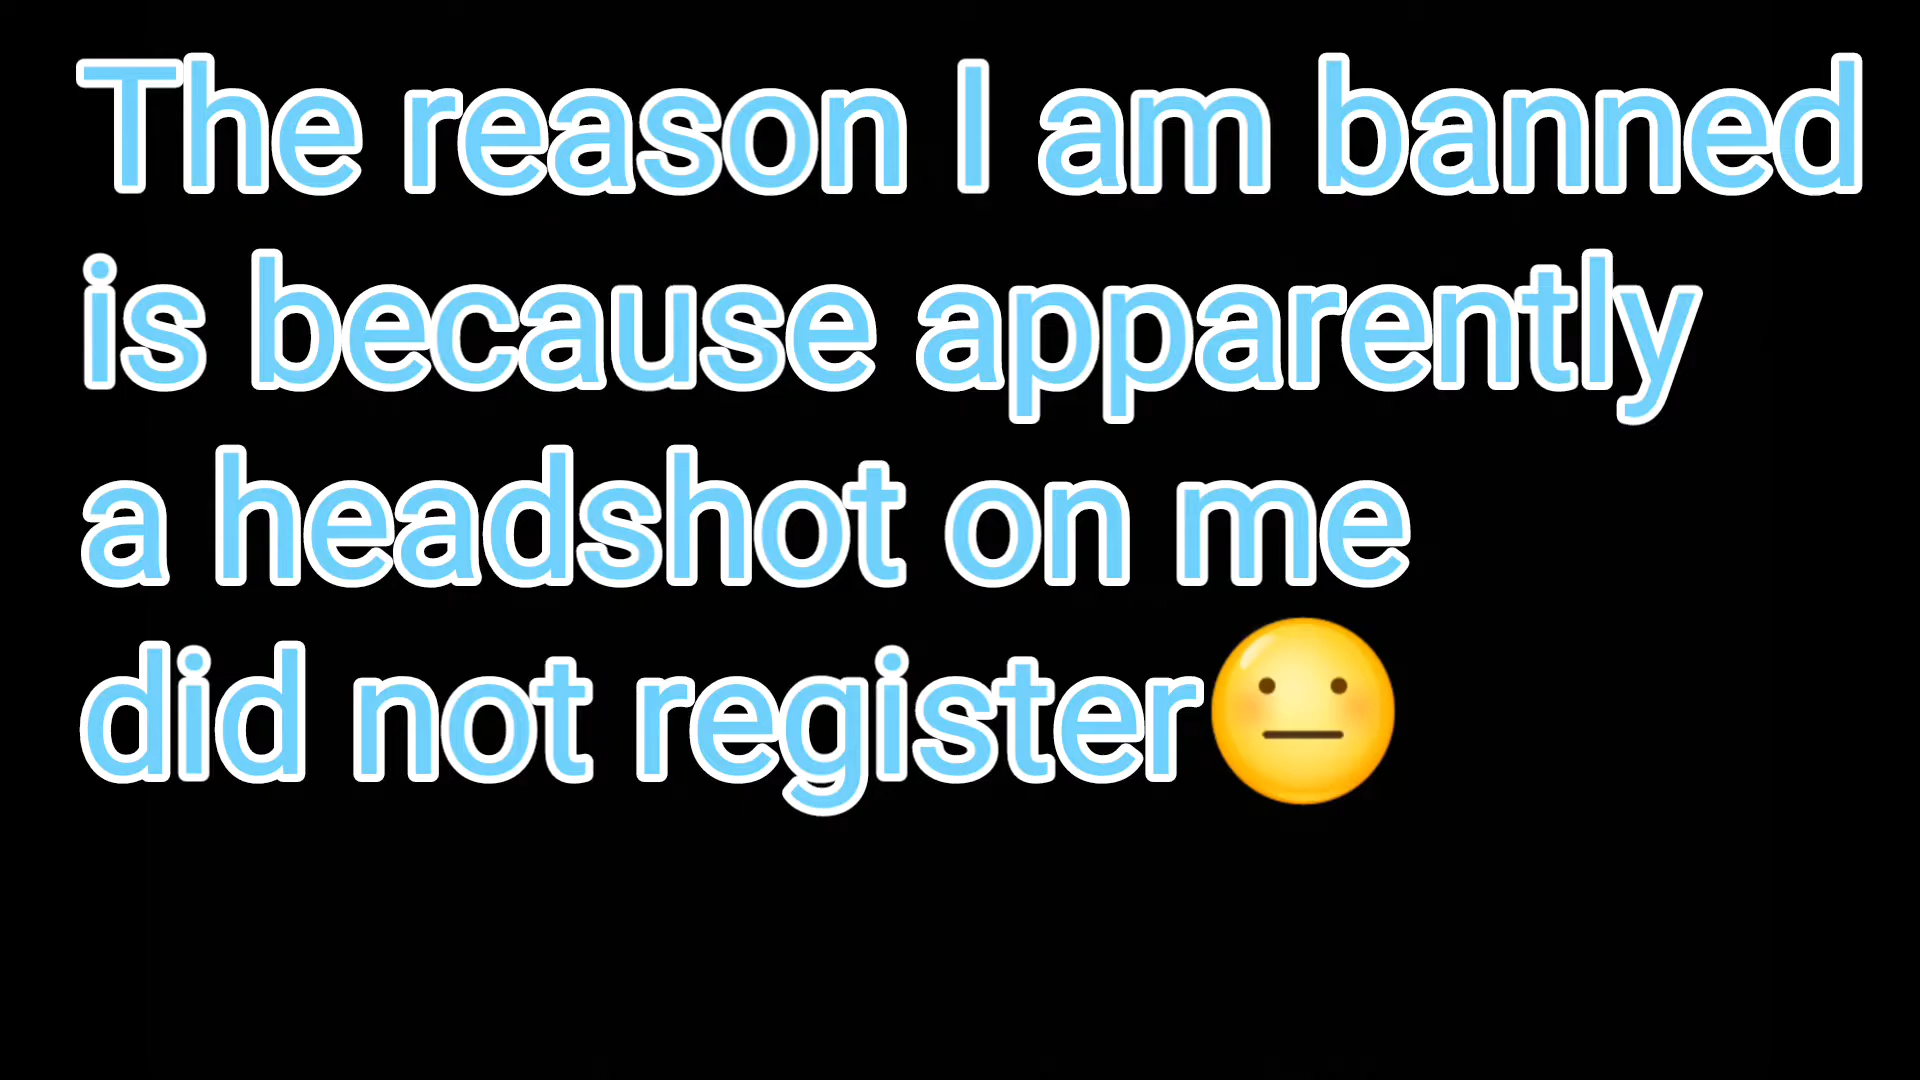 The reason I am banned
is because apparently
a headshot on me
did not register😐